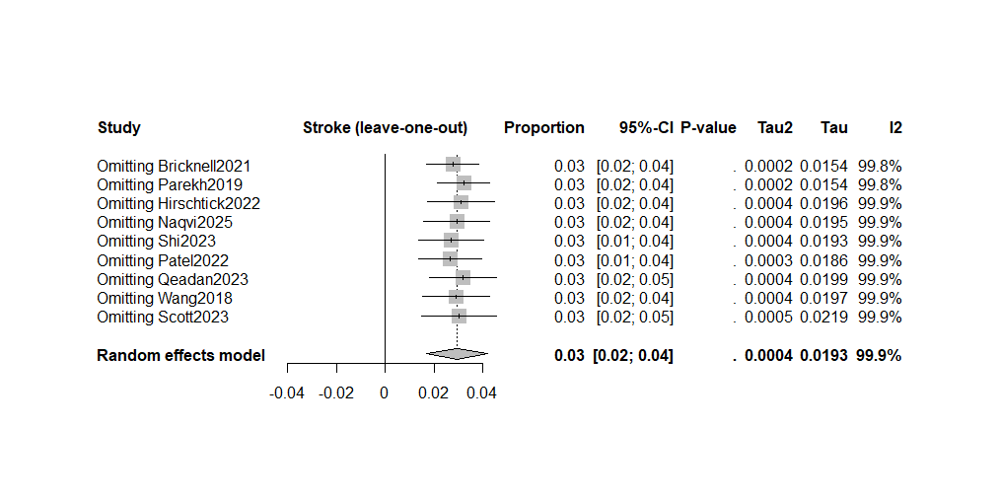 Study Stroke (leave-one-out) Proportion 95%-CI P-value Tau2 Tau I2
Omitting Bricknell2021 0.03 [0.02; 0.04] . 0.0002 0.0154 99.8%
Omitting Parekh2019 0.03 [0.02; 0.04] . 0.0002 0.0154 99.8%
Omitting Hirschtick2022 0.03 [0.02; 0.04] . 0.0004 0.0196 99.9%
Omitting Naqvi2025 0.03 [0.02; 0.04] . 0.0004 0.0195 99.9%
Omitting Shi2023 0.03 [0.01; 0.04] . 0.0004 0.0193 99.9%
Omitting Patel2022 0.03 [0.01; 0.04] . 0.0003 0.0186 99.9%
Omitting Qeadan2023 0.03 [0.02; 0.05] . 0.0004 0.0199 99.9%
Omitting Wang2018 0.03 [0.02; 0.04] . 0.0004 0.0197 99.9%
Omitting Scott2023 0.03 [0.02; 0.05] . 0.0005 0.0219 99.9%
Random effects model 0.03 [0.02; 0.04] . 0.0004 0.0193 99.9%
-0.04 -0.02 0 0.02 0.04